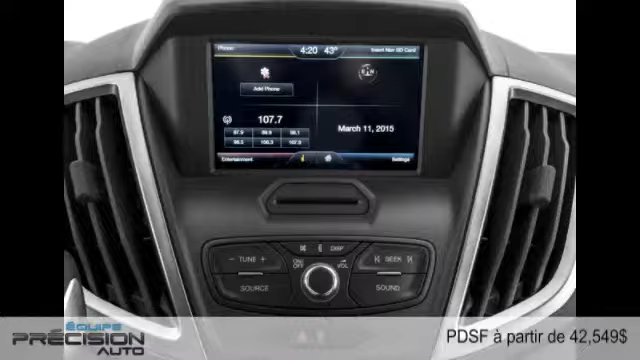 Phone
4:20 43°
Insert Nav SD Card
Add Phone
107.7
March 11, 2015
Entertainment
Settings
DISP
− TUNE +
ON/OFF
VOL
SEEK
SOURCE
SOUND
ÉQUIPE
PRÉCISION
AUTO
PDSF à partir de 42,549$